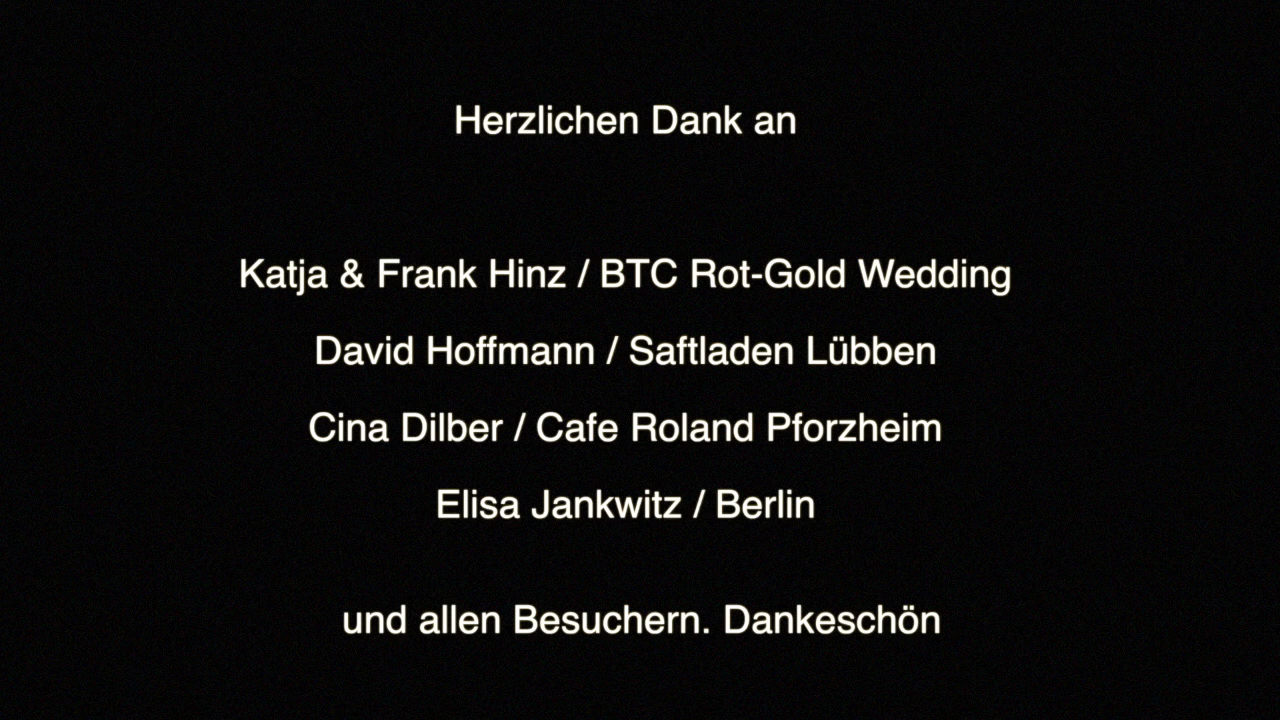 Herzlichen Dank an
Katja & Frank Hinz / BTC Rot-Gold Wedding
David Hoffmann / Saftladen Lübben
Cina Dilber / Cafe Roland Pforzheim
Elisa Jankwitz / Berlin
und allen Besuchern. Dankeschön